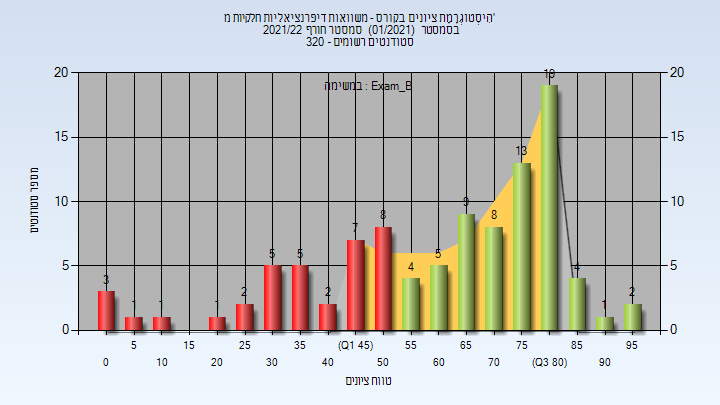 היסטוגרמת ציונים בקורס - משוואות דיפרנציאליות חלקיות מ'
בסמסטר (01/2021) סמסטר חורף 2021/22
סטודנטים רשומים - 320
במשימה : Exam_B
20 20
15 15
10 10
5 5
0 0
3 1 1 1 2 5 5 2 7 8 4 5 9 8 13 19 4 1 2
מספר סטודנטים
5 15 25 35 (Q1 45) 55 65 75 85 95
0 10 20 30 40 50 60 70 (Q3 80) 90
טווח ציונים